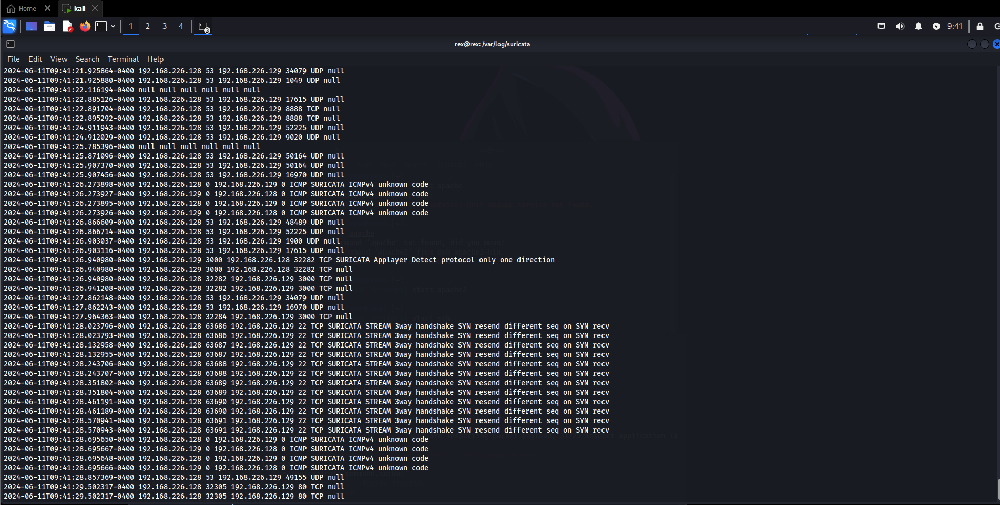 Home
kali
1 2 3 4
3
9:41
rex@rex: /var/log/suricata
File Edit View Search Terminal Help
2024-06-11T09:41:21.925864-0400 192.168.226.128 53 192.168.226.129 34079 UDP null
2024-06-11T09:41:21.925880-0400 192.168.226.128 53 192.168.226.129 1049 UDP null
2024-06-11T09:41:22.116194-0400 null null null null null null
2024-06-11T09:41:22.885126-0400 192.168.226.128 53 192.168.226.129 17615 UDP null
2024-06-11T09:41:22.891704-0400 192.168.226.128 53 192.168.226.129 8888 TCP null
2024-06-11T09:41:22.895292-0400 192.168.226.128 53 192.168.226.129 8888 TCP null
2024-06-11T09:41:24.911943-0400 192.168.226.128 53 192.168.226.129 52225 UDP null
2024-06-11T09:41:24.912029-0400 192.168.226.128 53 192.168.226.129 9020 UDP null
2024-06-11T09:41:25.785396-0400 null null null null null null
2024-06-11T09:41:25.871096-0400 192.168.226.128 53 192.168.226.129 50164 UDP null
2024-06-11T09:41:25.907370-0400 192.168.226.128 53 192.168.226.129 50164 UDP null
2024-06-11T09:41:25.907456-0400 192.168.226.128 53 192.168.226.129 16970 UDP null
2024-06-11T09:41:26.273898-0400 192.168.226.128 0 192.168.226.129 0 ICMP SURICATA ICMPv4 unknown code
2024-06-11T09:41:26.273927-0400 192.168.226.129 0 192.168.226.128 0 ICMP SURICATA ICMPv4 unknown code
2024-06-11T09:41:26.273895-0400 192.168.226.128 0 192.168.226.129 0 ICMP SURICATA ICMPv4 unknown code
2024-06-11T09:41:26.273926-0400 192.168.226.129 0 192.168.226.128 0 ICMP SURICATA ICMPv4 unknown code
2024-06-11T09:41:26.866609-0400 192.168.226.128 53 192.168.226.129 48489 UDP null
2024-06-11T09:41:26.866714-0400 192.168.226.128 53 192.168.226.129 52225 UDP null
2024-06-11T09:41:26.903037-0400 192.168.226.128 53 192.168.226.129 1900 UDP null
2024-06-11T09:41:26.903116-0400 192.168.226.128 53 192.168.226.129 17615 UDP null
2024-06-11T09:41:26.940980-0400 192.168.226.129 3000 192.168.226.128 32282 TCP SURICATA Applayer Detect protocol only one direction
2024-06-11T09:41:26.940980-0400 192.168.226.129 3000 192.168.226.128 32282 TCP null
2024-06-11T09:41:26.940980-0400 192.168.226.128 32282 192.168.226.129 3000 TCP null
2024-06-11T09:41:26.941208-0400 192.168.226.128 32282 192.168.226.129 3000 TCP null
2024-06-11T09:41:27.862148-0400 192.168.226.128 53 192.168.226.129 34079 UDP null
2024-06-11T09:41:27.862243-0400 192.168.226.128 53 192.168.226.129 16970 UDP null
2024-06-11T09:41:27.964363-0400 192.168.226.128 32284 192.168.226.129 3000 TCP null
2024-06-11T09:41:28.023796-0400 192.168.226.128 63686 192.168.226.129 22 TCP SURICATA STREAM 3way handshake SYN resend different seq on SYN recv
2024-06-11T09:41:28.023793-0400 192.168.226.128 63686 192.168.226.129 22 TCP SURICATA STREAM 3way handshake SYN resend different seq on SYN recv
2024-06-11T09:41:28.132958-0400 192.168.226.128 63687 192.168.226.129 22 TCP SURICATA STREAM 3way handshake SYN resend different seq on SYN recv
2024-06-11T09:41:28.132955-0400 192.168.226.128 63687 192.168.226.129 22 TCP SURICATA STREAM 3way handshake SYN resend different seq on SYN recv
2024-06-11T09:41:28.243706-0400 192.168.226.128 63688 192.168.226.129 22 TCP SURICATA STREAM 3way handshake SYN resend different seq on SYN recv
2024-06-11T09:41:28.243707-0400 192.168.226.128 63688 192.168.226.129 22 TCP SURICATA STREAM 3way handshake SYN resend different seq on SYN recv
2024-06-11T09:41:28.351802-0400 192.168.226.128 63689 192.168.226.129 22 TCP SURICATA STREAM 3way handshake SYN resend different seq on SYN recv
2024-06-11T09:41:28.351804-0400 192.168.226.128 63689 192.168.226.129 22 TCP SURICATA STREAM 3way handshake SYN resend different seq on SYN recv
2024-06-11T09:41:28.461191-0400 192.168.226.128 63690 192.168.226.129 22 TCP SURICATA STREAM 3way handshake SYN resend different seq on SYN recv
2024-06-11T09:41:28.461189-0400 192.168.226.128 63690 192.168.226.129 22 TCP SURICATA STREAM 3way handshake SYN resend different seq on SYN recv
2024-06-11T09:41:28.570941-0400 192.168.226.128 63691 192.168.226.129 22 TCP SURICATA STREAM 3way handshake SYN resend different seq on SYN recv
2024-06-11T09:41:28.570943-0400 192.168.226.128 63691 192.168.226.129 22 TCP SURICATA STREAM 3way handshake SYN resend different seq on SYN recv
2024-06-11T09:41:28.695650-0400 192.168.226.128 0 192.168.226.129 0 ICMP SURICATA ICMPv4 unknown code
2024-06-11T09:41:28.695667-0400 192.168.226.129 0 192.168.226.128 0 ICMP SURICATA ICMPv4 unknown code
2024-06-11T09:41:28.695648-0400 192.168.226.128 0 192.168.226.129 0 ICMP SURICATA ICMPv4 unknown code
2024-06-11T09:41:28.695666-0400 192.168.226.129 0 192.168.226.128 0 ICMP SURICATA ICMPv4 unknown code
2024-06-11T09:41:28.857369-0400 192.168.226.128 53 192.168.226.129 49155 UDP null
2024-06-11T09:41:29.502317-0400 192.168.226.128 32305 192.168.226.129 80 TCP null
2024-06-11T09:41:29.502317-0400 192.168.226.128 32305 192.168.226.129 80 TCP null